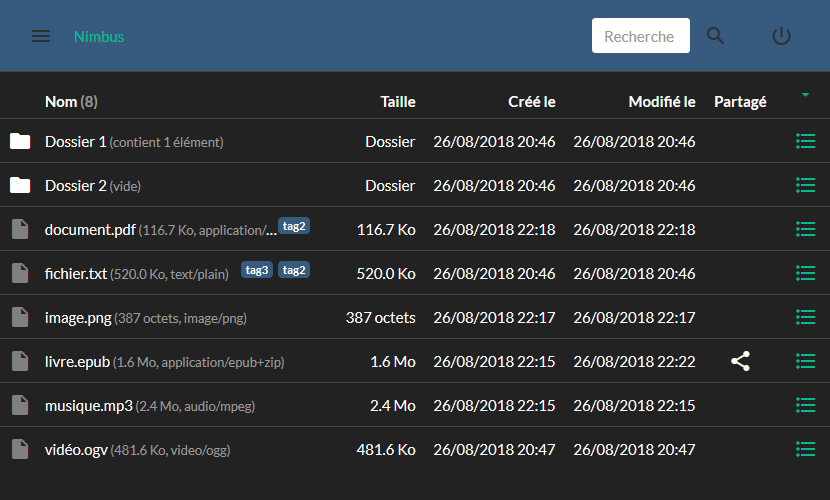 Nimbus Recherche
Nom (8) Taille Créé le Modifié le Partagé
Dossier 1 (contient 1 élément) Dossier 26/08/2018 20:46 26/08/2018 20:46
Dossier 2 (vide) Dossier 26/08/2018 20:46 26/08/2018 20:46
document.pdf (116.7 Ko, application/... tag2 116.7 Ko 26/08/2018 22:18 26/08/2018 22:18
fichier.txt (520.0 Ko, text/plain) tag3 tag2 520.0 Ko 26/08/2018 20:46 26/08/2018 20:46
image.png (387 octets, image/png) 387 octets 26/08/2018 22:17 26/08/2018 22:17
livre.epub (1.6 Mo, application/epub+zip) 1.6 Mo 26/08/2018 22:15 26/08/2018 22:22
musique.mp3 (2.4 Mo, audio/mpeg) 2.4 Mo 26/08/2018 22:15 26/08/2018 22:15
vidéo.ogv (481.6 Ko, video/ogg) 481.6 Ko 26/08/2018 20:47 26/08/2018 20:47